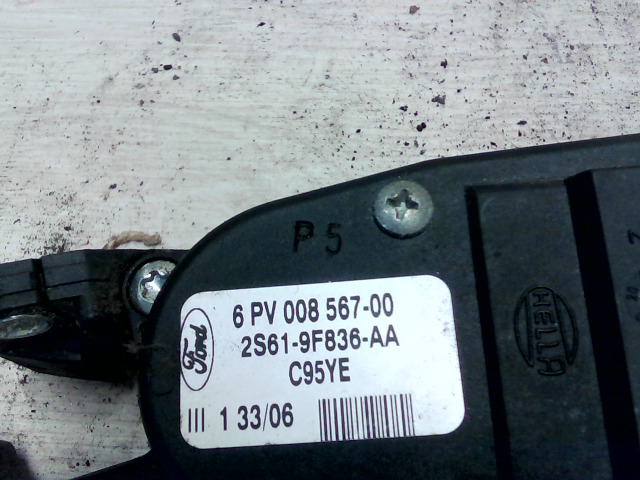 P5
6 PV 008 567-00
2S61-9F836-AA
C95YE
Ford
III 1 33/06
HELLA